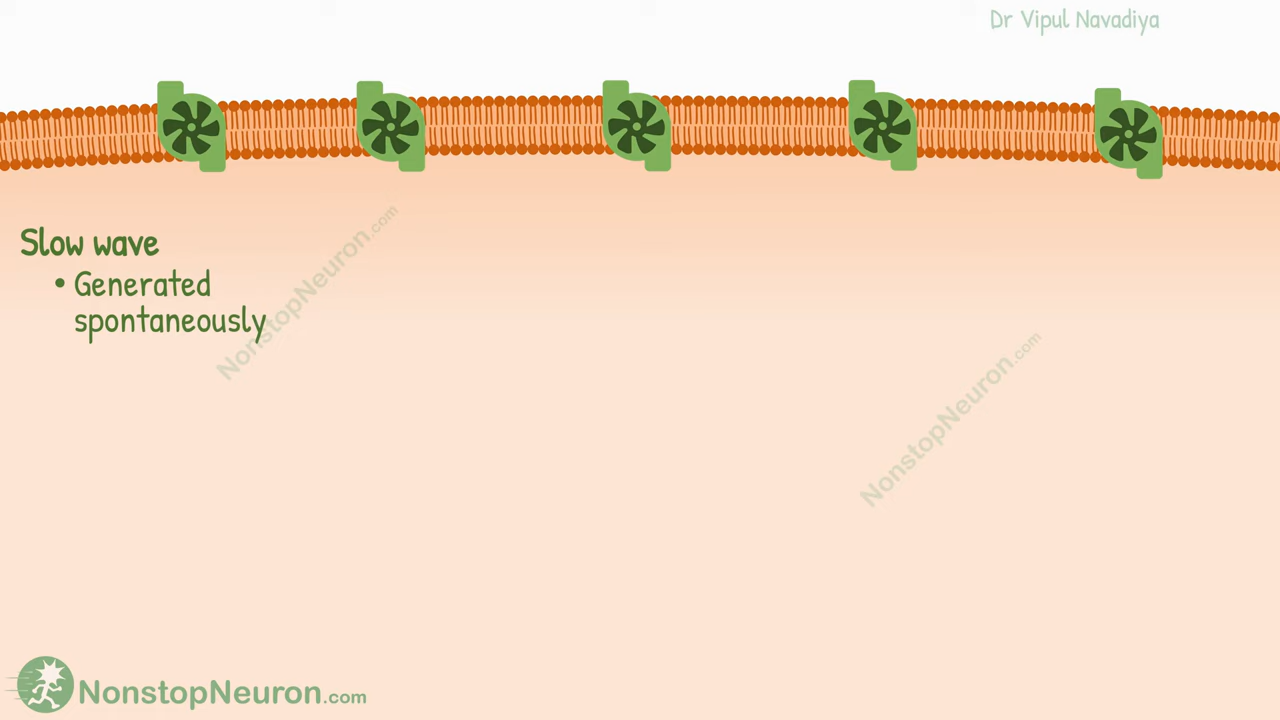 Dr Vipul Navadiya
Slow wave
• Generated
spontaneously
NonstopNeuron.com
NonstopNeuron.com
NonstopNeuron.com